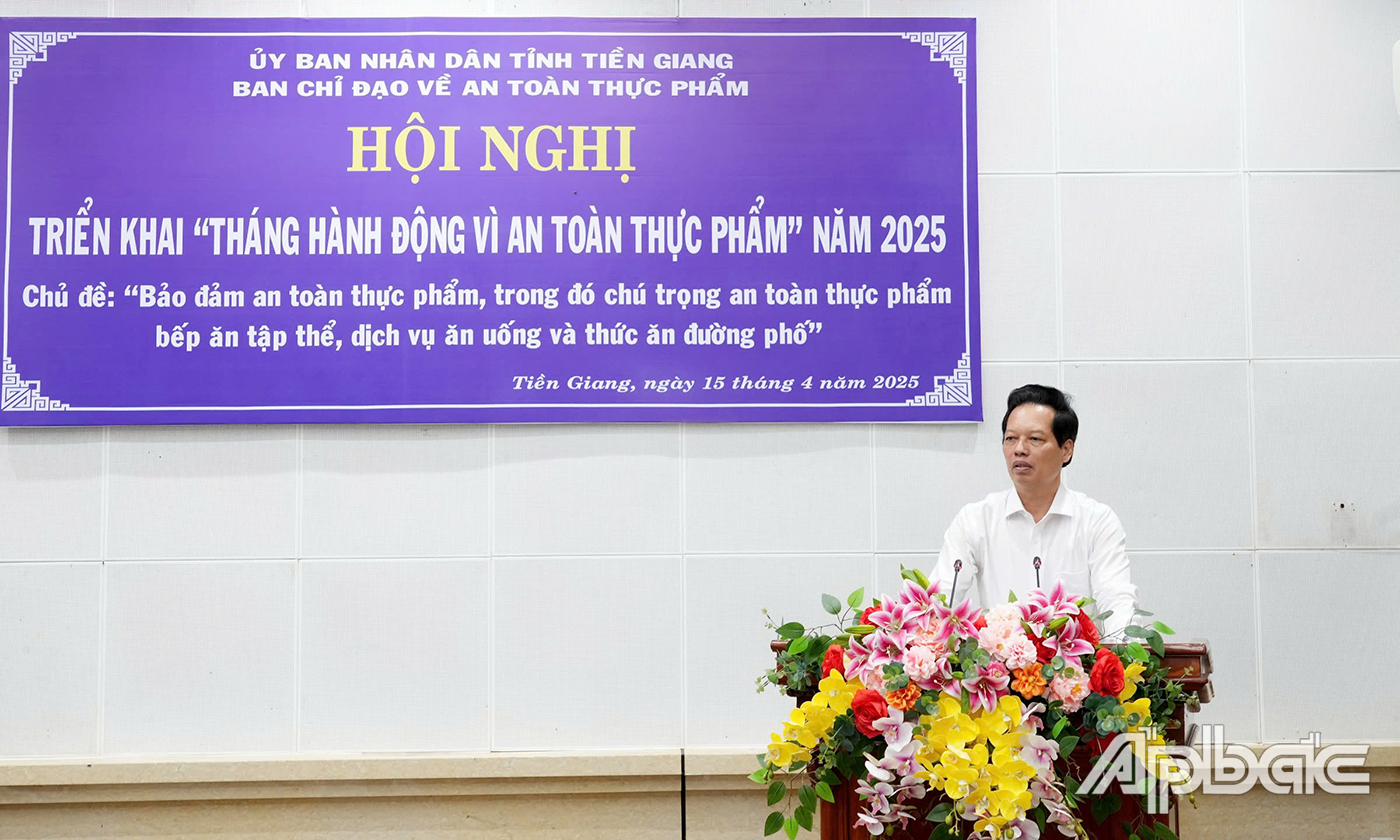 ỦY BAN NHÂN DÂN TỈNH TIỀN GIANG
BAN CHỈ ĐẠO VỀ AN TOÀN THỰC PHẨM
HỘI NGHỊ
TRIỂN KHAI “THÁNG HÀNH ĐỘNG VÌ AN TOÀN THỰC PHẨM” NĂM 2025
Chủ đề: “Bảo đảm an toàn thực phẩm, trong đó chú trọng an toàn thực phẩm
bếp ăn tập thể, dịch vụ ăn uống và thức ăn đường phố”
Tiền Giang, ngày 15 tháng 4 năm 2025
Apbac